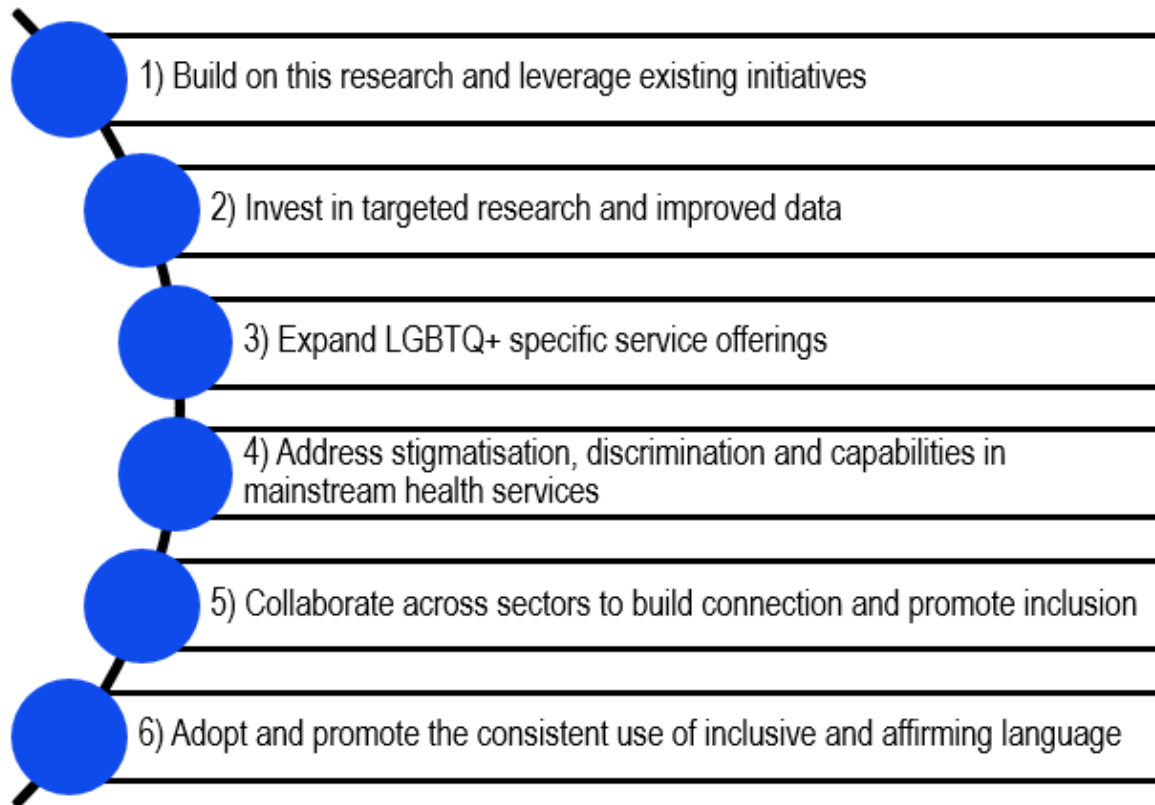 1) Build on this research and leverage existing initiatives
2) Invest in targeted research and improved data
3) Expand LGBTQ+ specific service offerings
4) Address stigmatisation, discrimination and capabilities in
mainstream health services
5) Collaborate across sectors to build connection and promote inclusion
6) Adopt and promote the consistent use of inclusive and affirming language